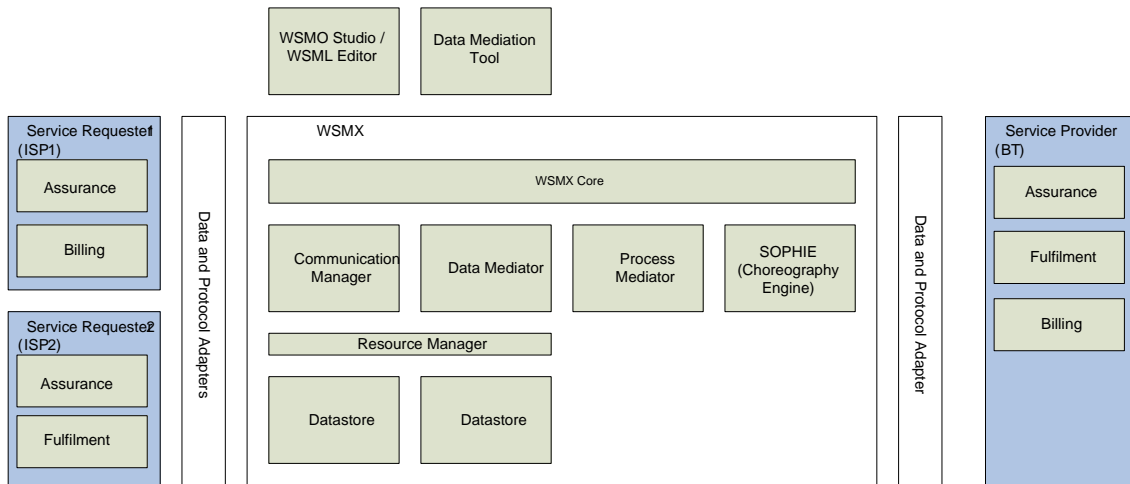 WSMO Studio /
WSML Editor
Data Mediation
Tool
Service Requester1
(ISP1)
Assurance
Billing
Service Requester2
(ISP2)
Assurance
Fulfilment
Data and Protocol Adapters
WSMX
WSMX Core
Communication
Manager
Data Mediator
Process
Mediator
SOPHIE
(Choreography
Engine)
Resource Manager
Datastore
Datastore
Data and Protocol Adapter
Service Provider
(BT)
Assurance
Fulfilment
Billing